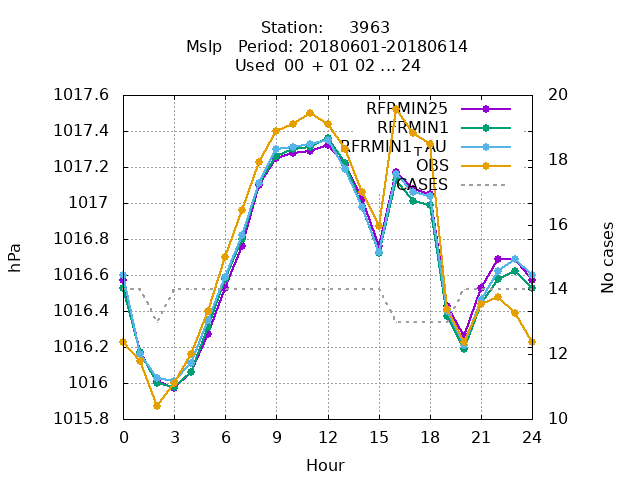 Station: 3963
Mslp Period: 20180601-20180614
Used 00 + 01 02 ... 24
1017.6
1017.4
1017.2
1017
1016.8
1016.6
1016.4
1016.2
1016
1015.8
hPa
20
18
16
14
12
10
No cases
RFRMIN25
RFRMIN1
RFRMIN1TAU
OBS
CASES
0 3 6 9 12 15 18 21 24
Hour